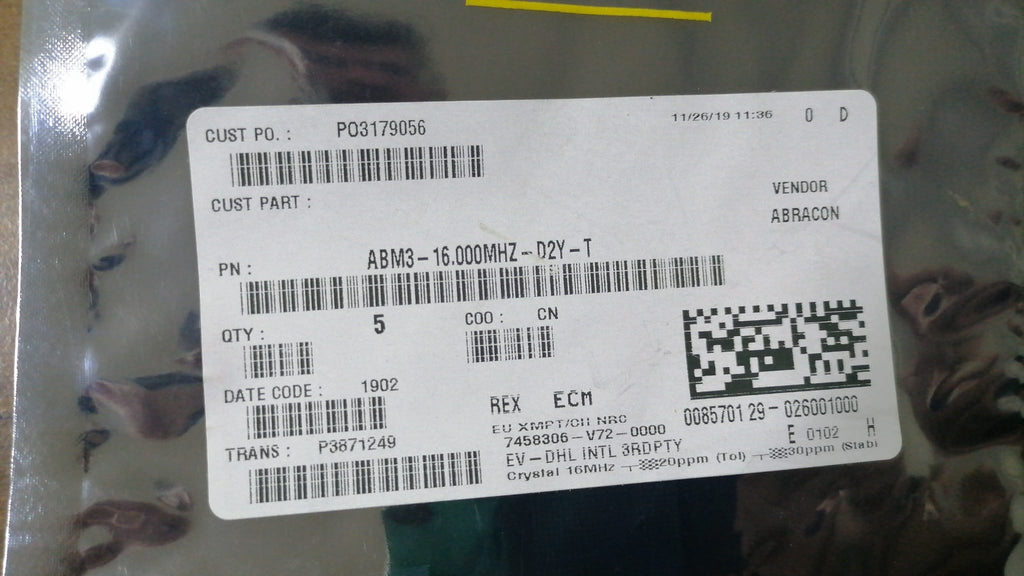 CUST PO. : PO3179056
11/26/19 11:36 0 D
CUST PART :
VENDOR
ABRACON
PN : ABM3-16.000MHZ-D2Y-T
QTY : 5
COO : CN
DATE CODE : 1902
REX ECM
0085701 29-026001000
TRANS : P3871249
EU XMPT/CH NRC
7458306-V72-0000
E 0102 H
EV-DHL INTL 3RDPTY
Crystal 16MHZ 20ppm (Tol) 30ppm (Stabi